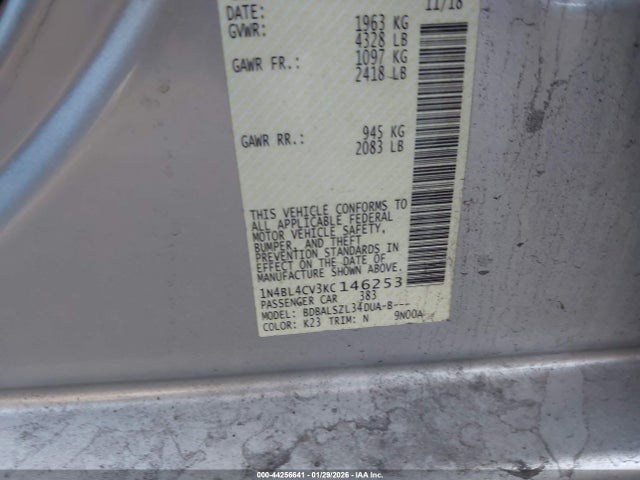 DATE: 11/18
GVWR: 1963 KG
4328 LB
GAWR FR.: 1097 KG
2418 LB
GAWR RR.: 945 KG
2083 LB
THIS VEHICLE CONFORMS TO
ALL APPLICABLE FEDERAL
MOTOR VEHICLE SAFETY,
BUMPER, AND THEFT
PREVENTION STANDARDS IN
EFFECT ON THE DATE OF
MANUFACTURE SHOWN ABOVE.
1N4BL4CV3KC146253
PASSENGER CAR 383
MODEL: BDBALSZL34DUA-B---
COLOR: K23 TRIM: N 9N00A
000-44256641 - 01/29/2026 - IAA Inc.